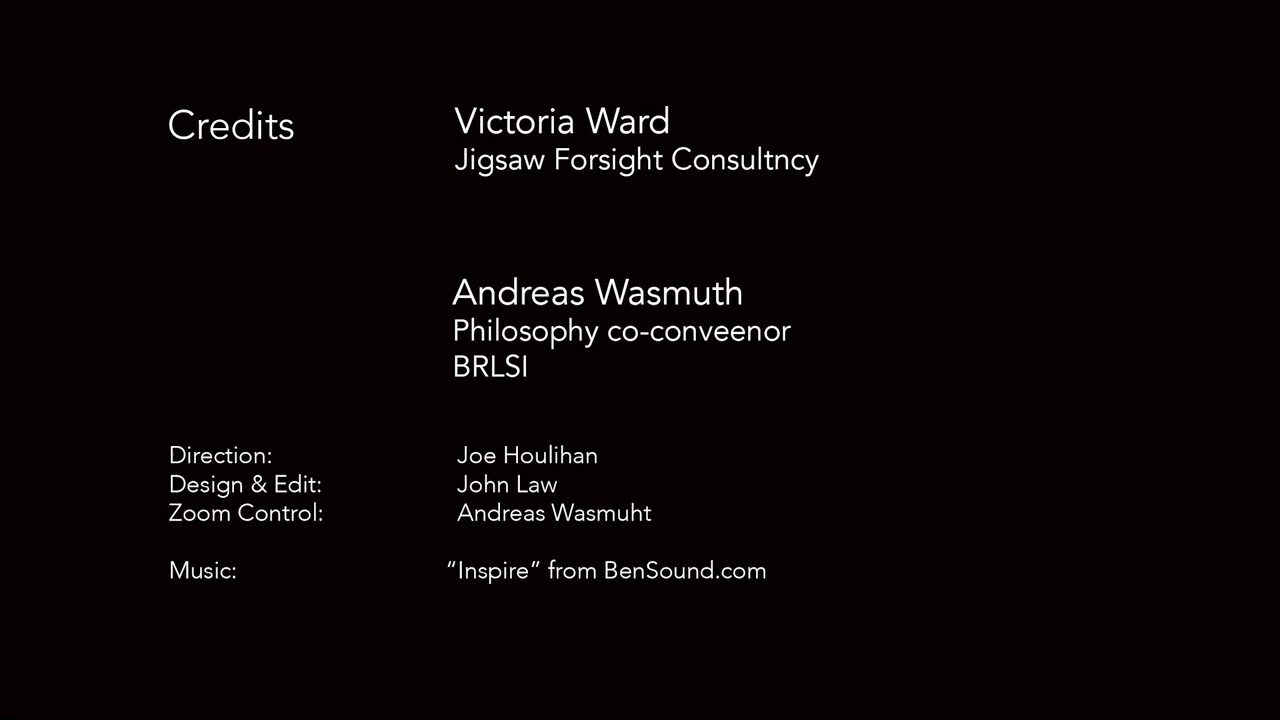 Credits
Victoria Ward
Jigsaw Forsight Consultncy
Andreas Wasmuth
Philosophy co-conveenor
BRLSI
Direction: Joe Houlihan
Design & Edit: John Law
Zoom Control: Andreas Wasmuht
Music: “Inspire” from BenSound.com